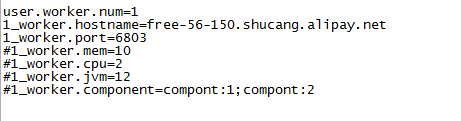 user.worker.num=1
1_worker.hostname=free-56-150.shucang.alipay.net
1_worker.port=6803
#1_worker.mem=10
#1_worker.cpu=2
#1_worker.jvm=12
#1_worker.component=compont:1;compont:2